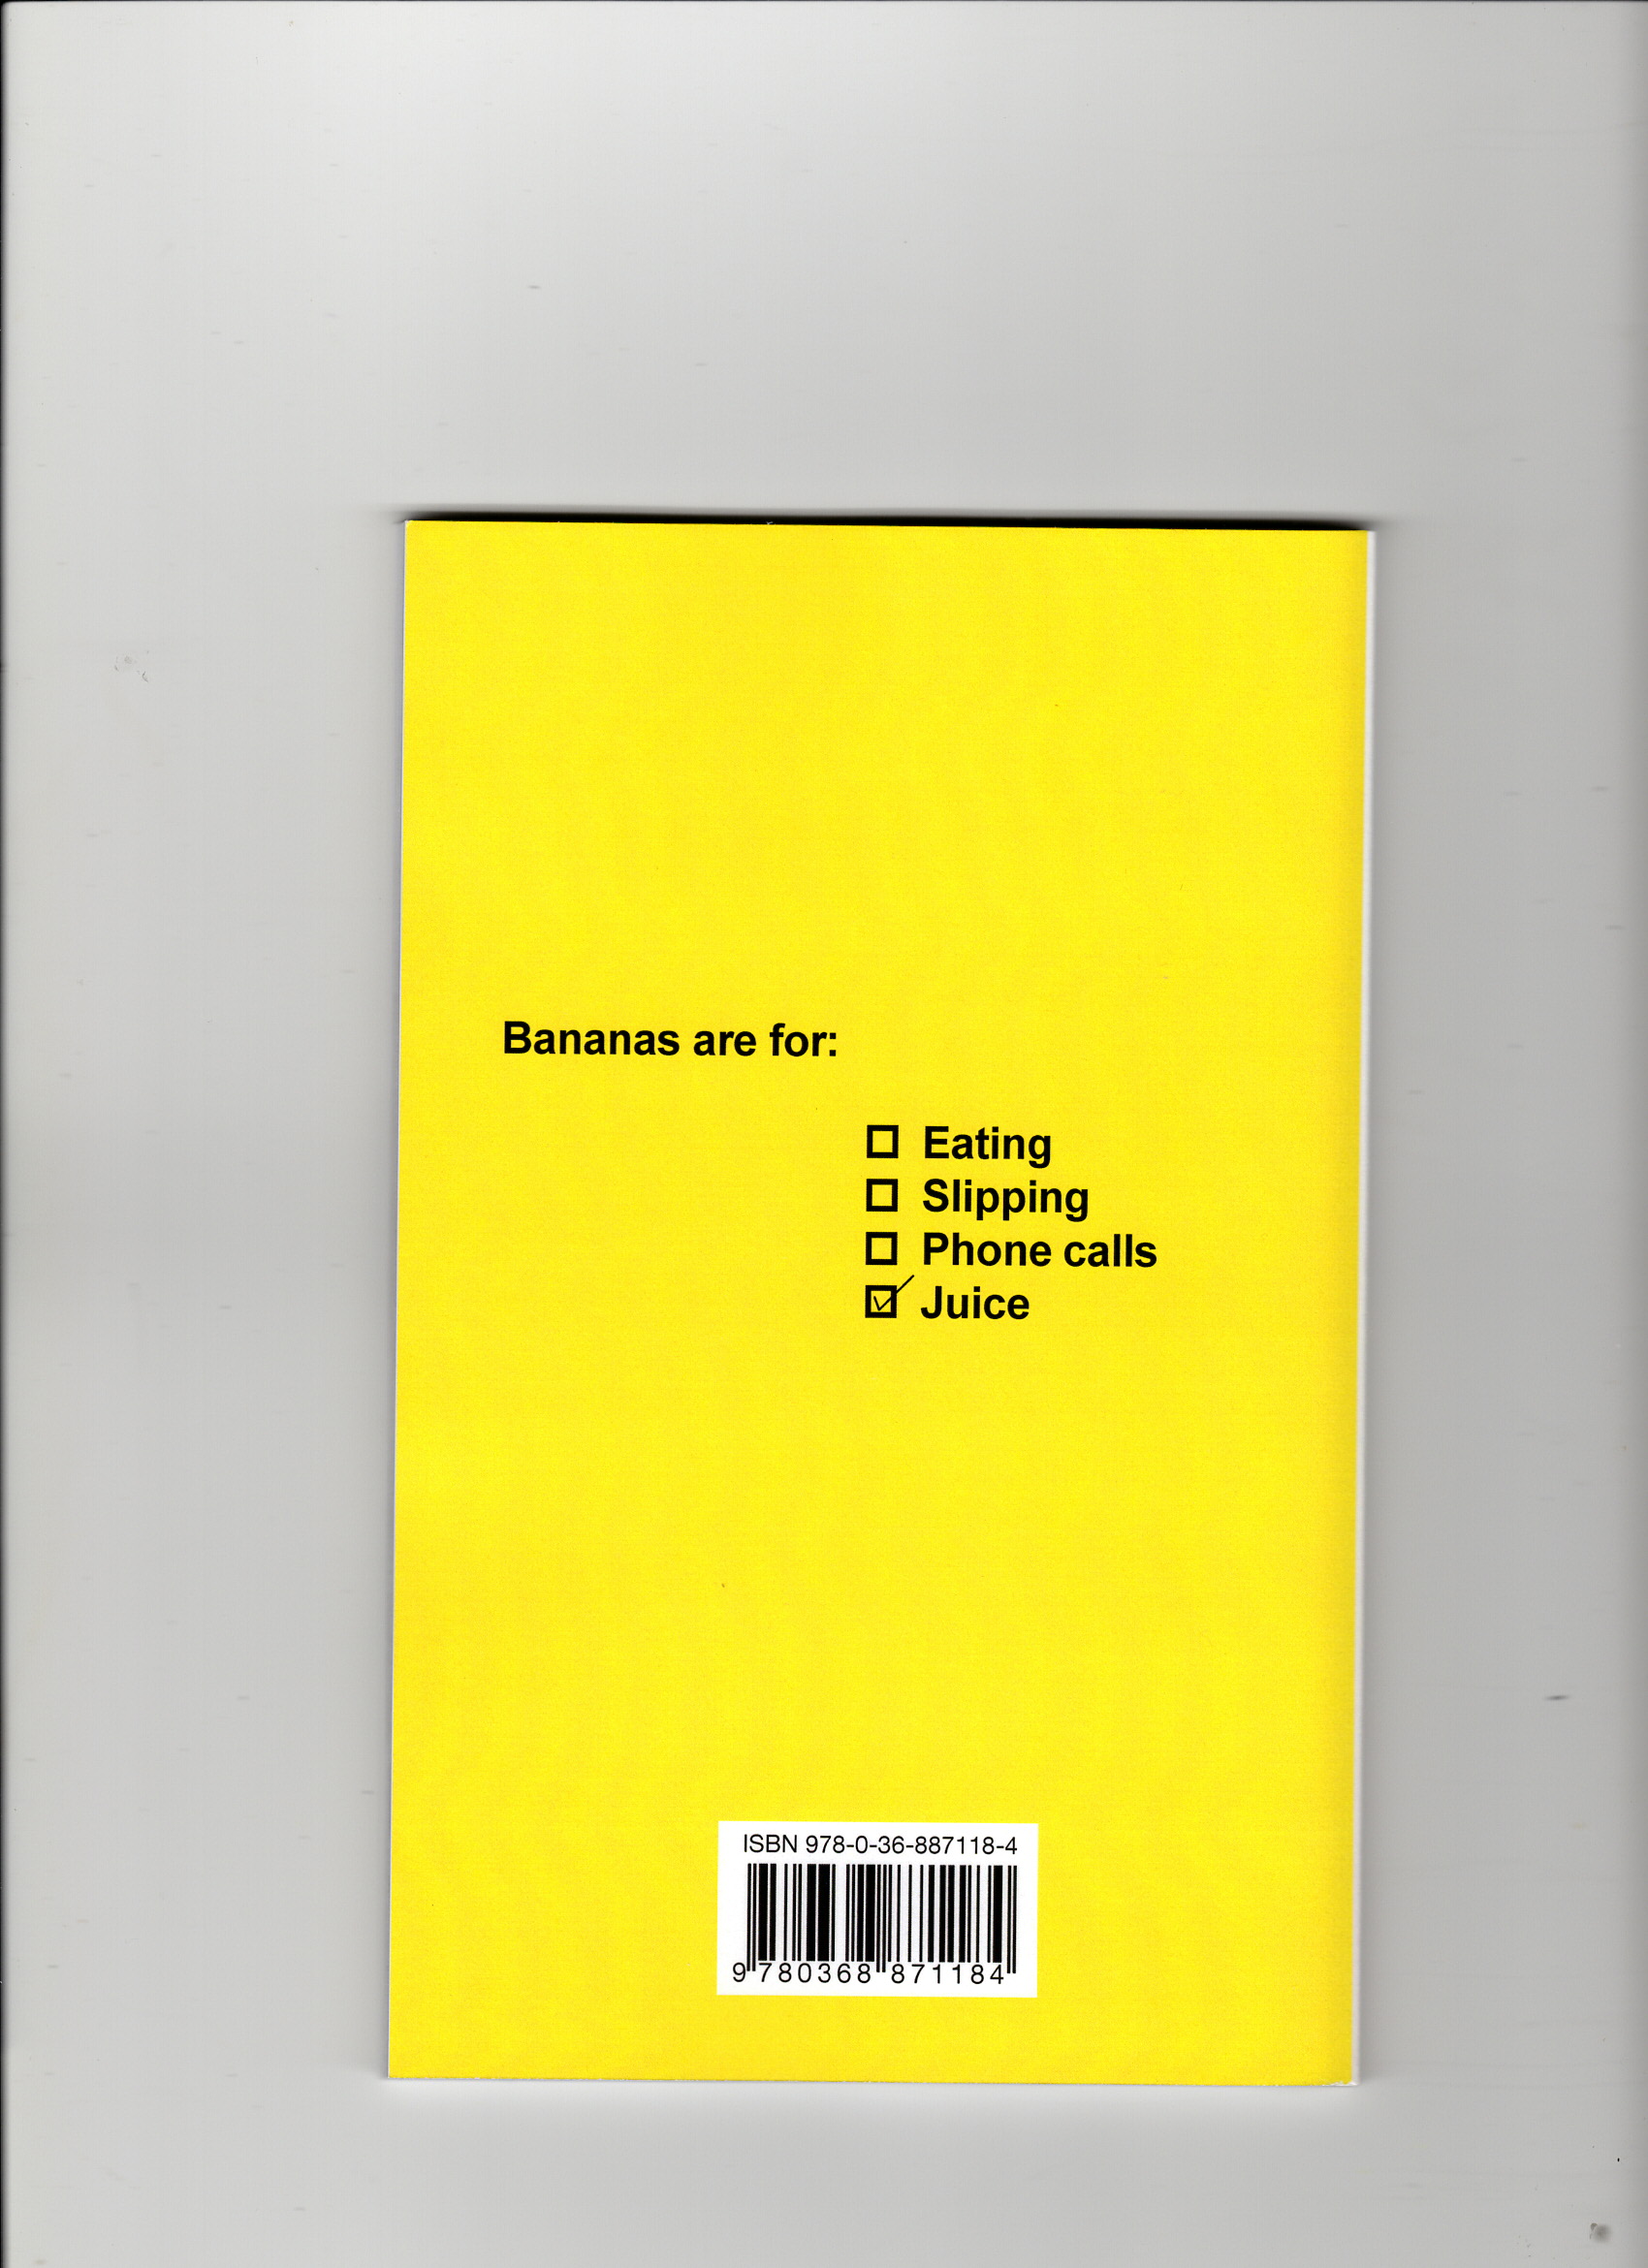 Bananas are for:
☐ Eating
☐ Slipping
☐ Phone calls
☑ Juice
ISBN 978-0-36-887118-4
9 780368 871184